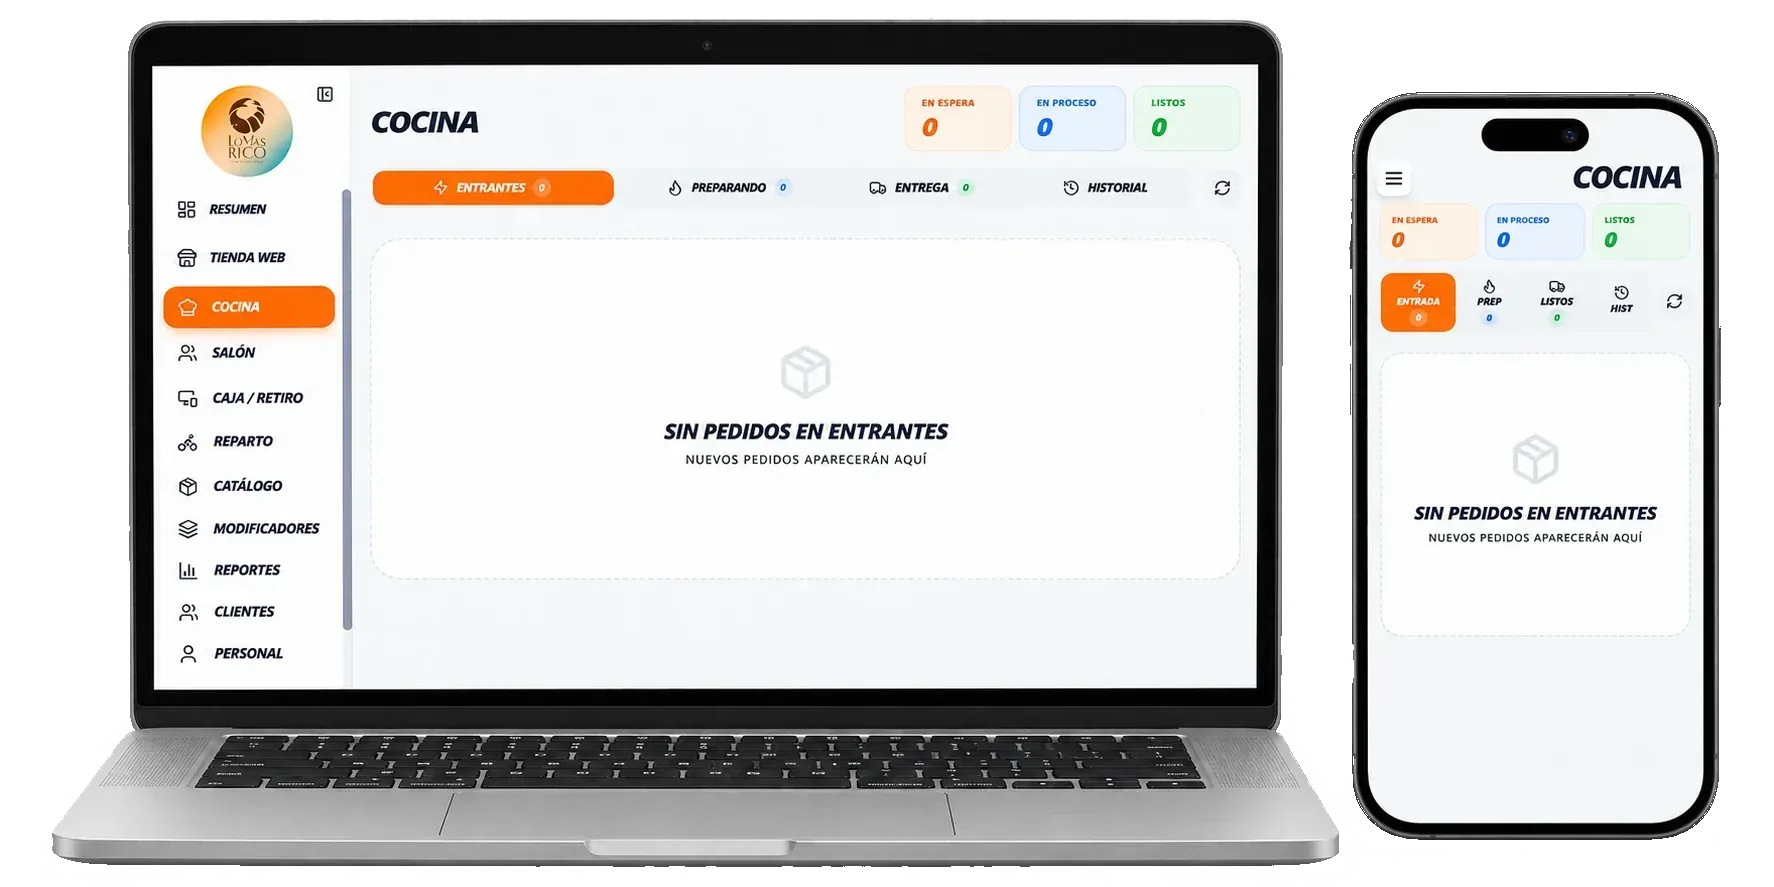 LoMas
RICO
RESUMEN
TIENDA WEB
COCINA
SALÓN
CAJA / RETIRO
REPARTO
CATÁLOGO
MODIFICADORES
REPORTES
CLIENTES
PERSONAL
COCINA
EN ESPERA
0
EN PROCESO
0
LISTOS
0
ENTRANTES 0
PREPARANDO 0
ENTREGA 0
HISTORIAL
SIN PEDIDOS EN ENTRANTES
NUEVOS PEDIDOS APARECERÁN AQUÍ
COCINA
EN ESPERA
0
EN PROCESO
0
LISTOS
0
ENTRADA
0
PREP
0
LISTOS
0
HIST
SIN PEDIDOS EN ENTRANTES
NUEVOS PEDIDOS APARECERÁN AQUÍ